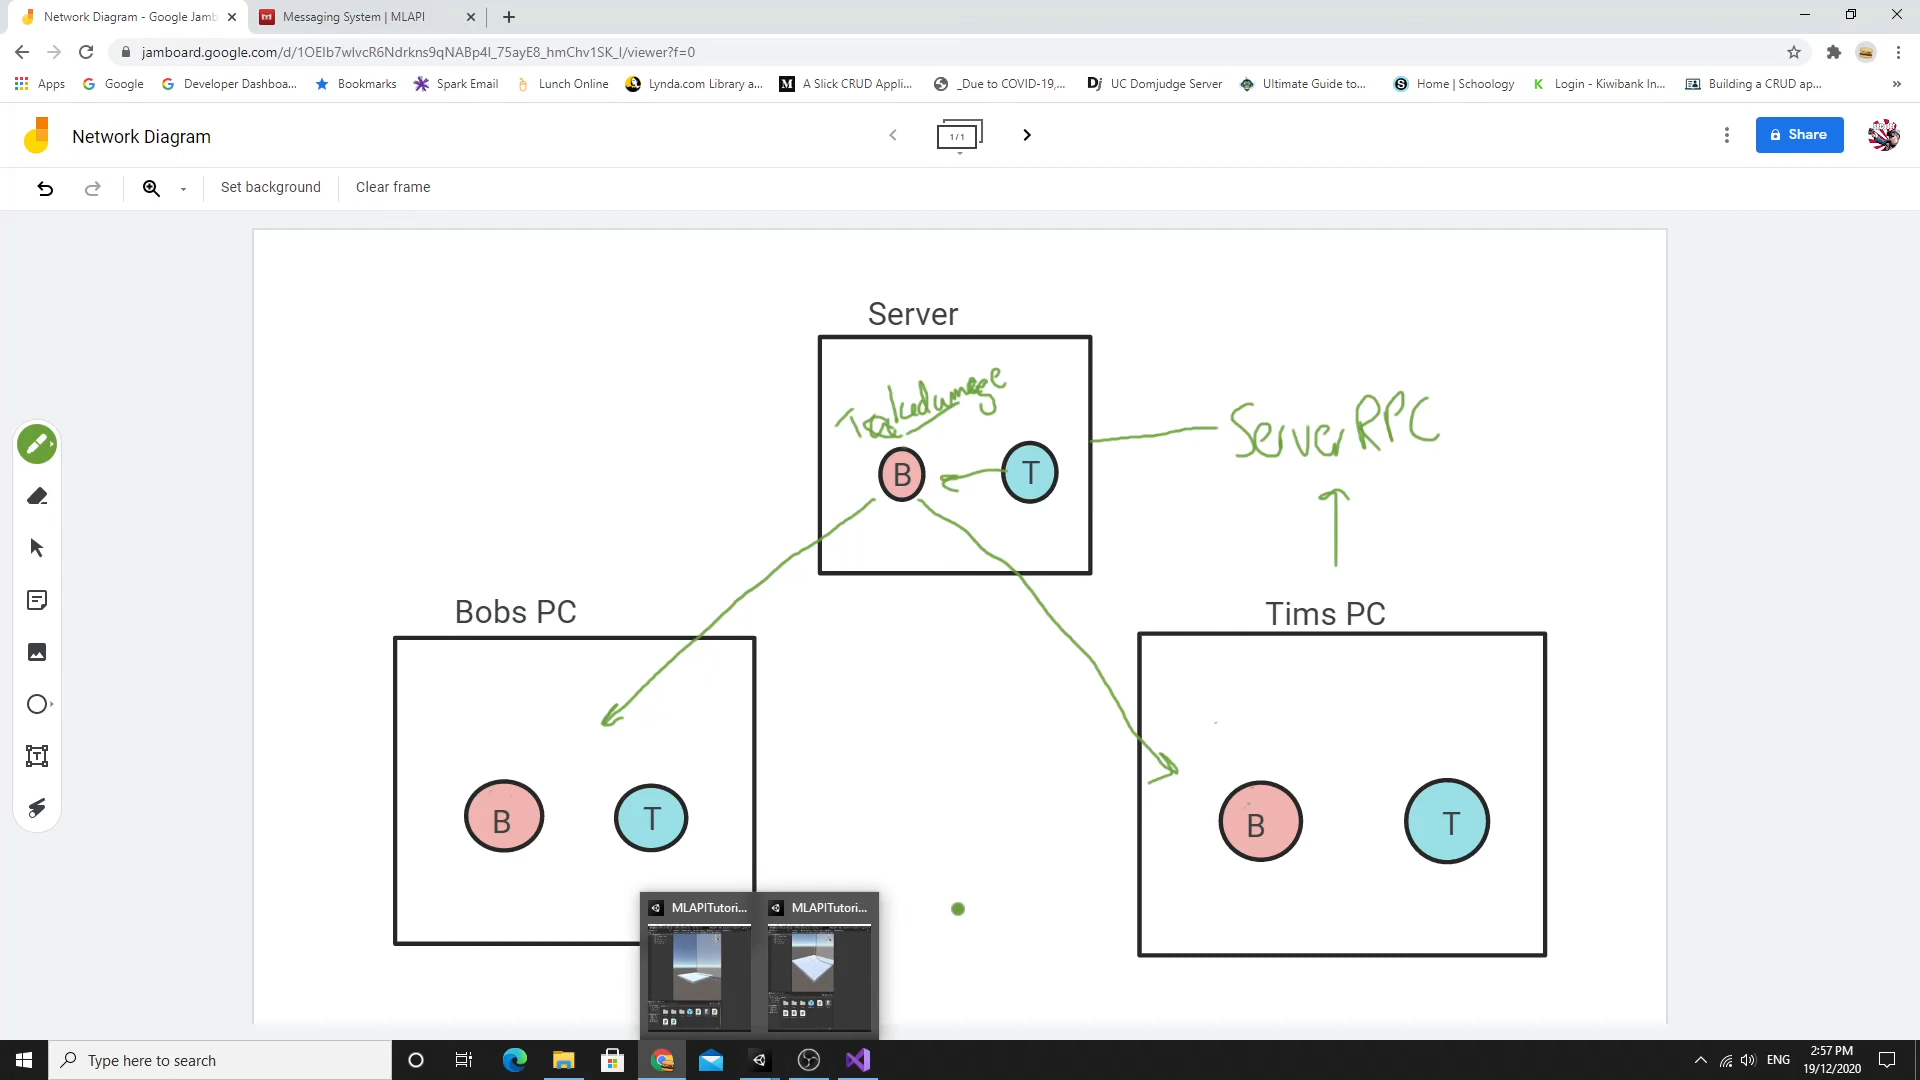 Network Diagram - Google Jamb
Messaging System | MLAPI
jamboard.google.com/d/1OEIb7wlvcR6Ndrkns9qNABp4I_75ayE8_hmChv1SK_I/viewer?f=0
Apps
Google
Developer Dashboa...
Bookmarks
Spark Email
Lunch Online
Lynda.com Library a...
A Slick CRUD Appli...
_Due to COVID-19,...
UC Domjudge Server
Ultimate Guide to...
Home | Schoology
Login - Kiwibank In...
Building a CRUD ap...
»
Network Diagram
1 / 1
Share
Set background
Clear frame
Server
Server RPC
B
T
Bobs PC
Tims PC
B
T
B
T
MLAPITutori...
MLAPITutori...
Type here to search
ENG
2:57 PM
19/12/2020